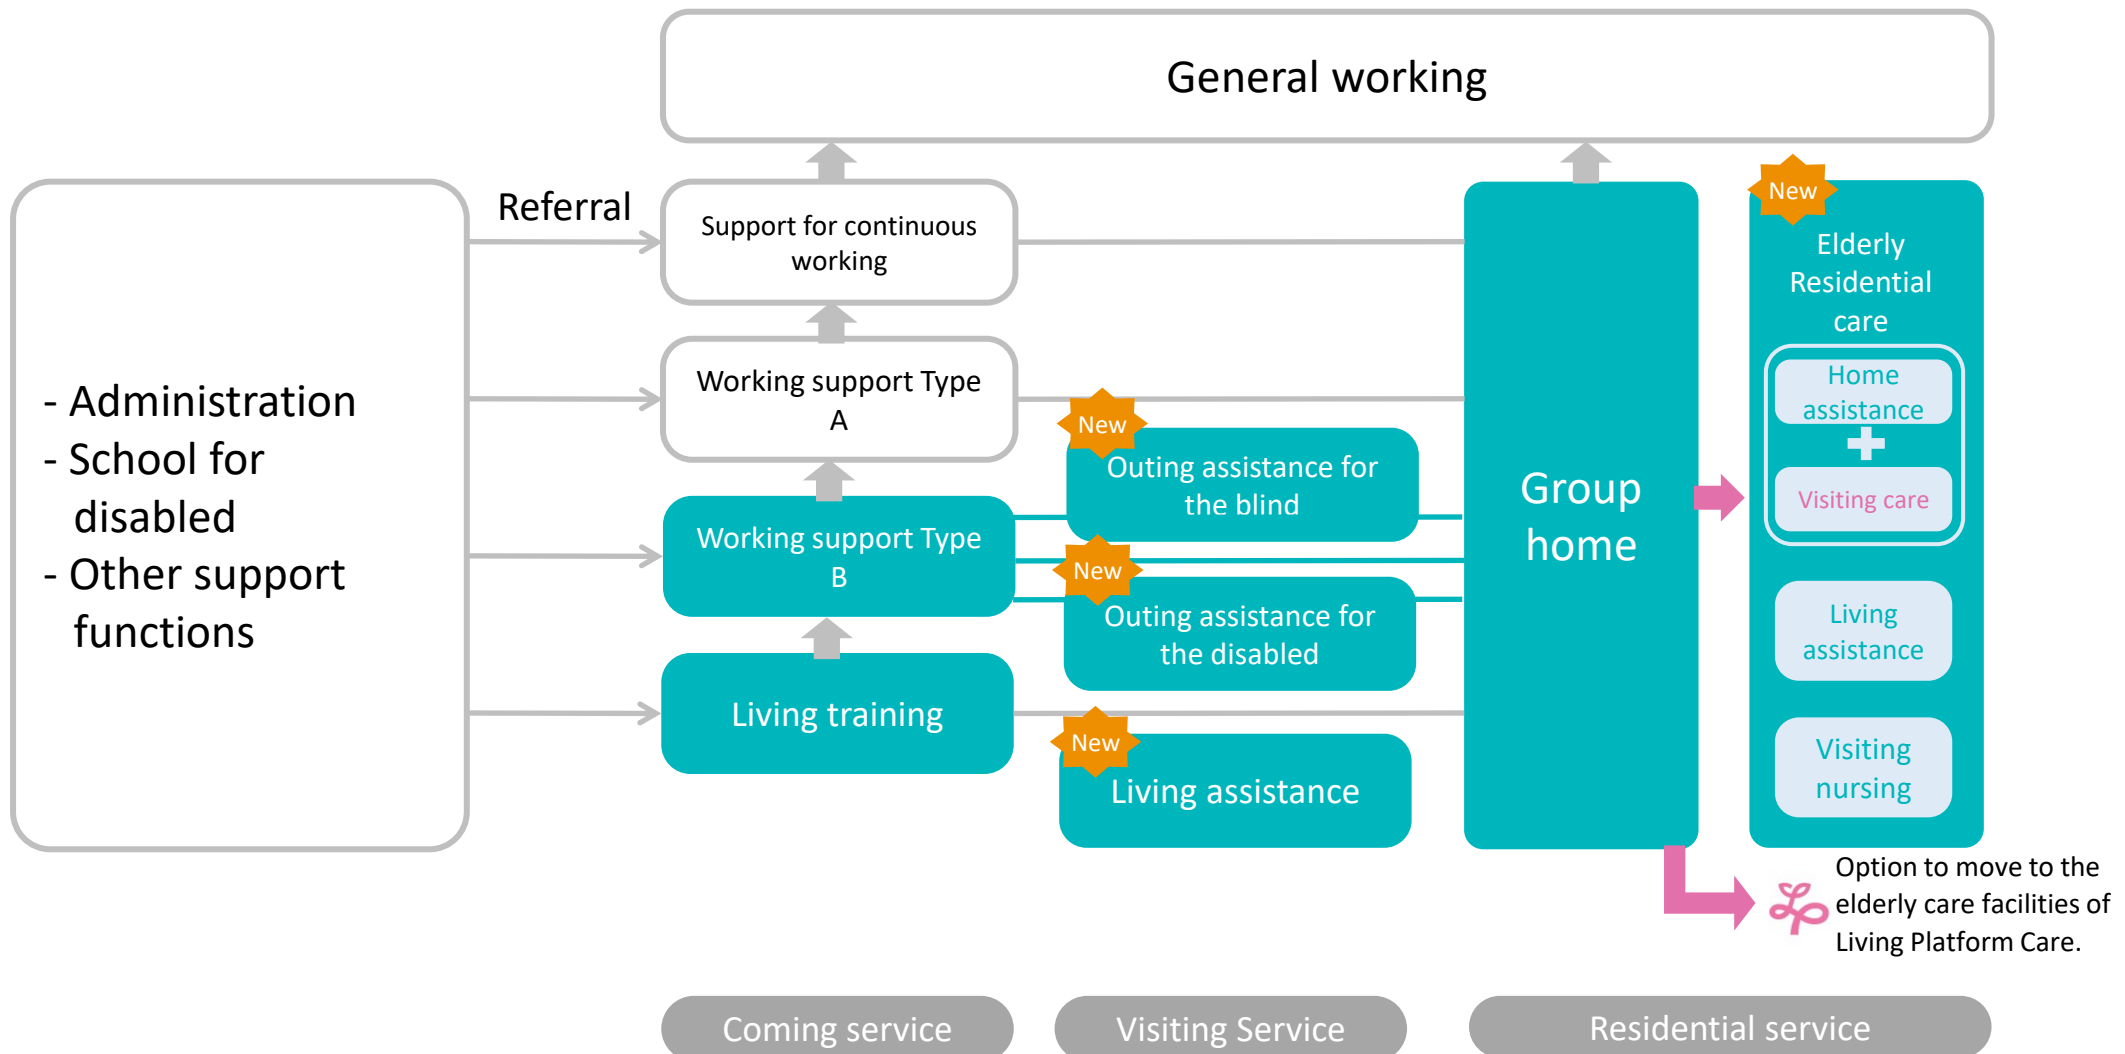 General working
Referral
- Administration
- School for
disabled
- Other support
functions
Support for continuous
working
Working support Type
A
Working support Type
B
Living training
New
Outing assistance for
the blind
New
Outing assistance for
the disabled
New
Living assistance
Group
home
New
Elderly
Residential
care
Home
assistance
Visiting care
Living
assistance
Visiting
nursing
Option to move to the
elderly care facilities of
Living Platform Care.
Coming service
Visiting Service
Residential service